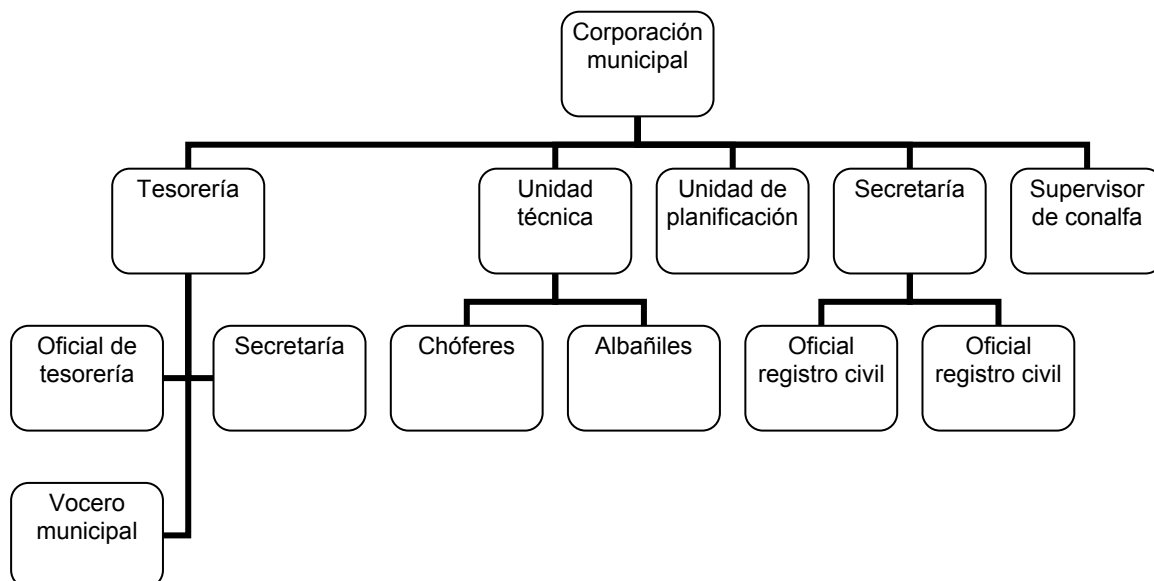 Corporación
municipal
Tesorería
Unidad
técnica
Unidad de
planificación
Secretaría
Supervisor
de conalfa
Oficial de
tesorería
Secretaría
Chóferes
Albañiles
Oficial
registro civil
Oficial
registro civil
Vocero
municipal